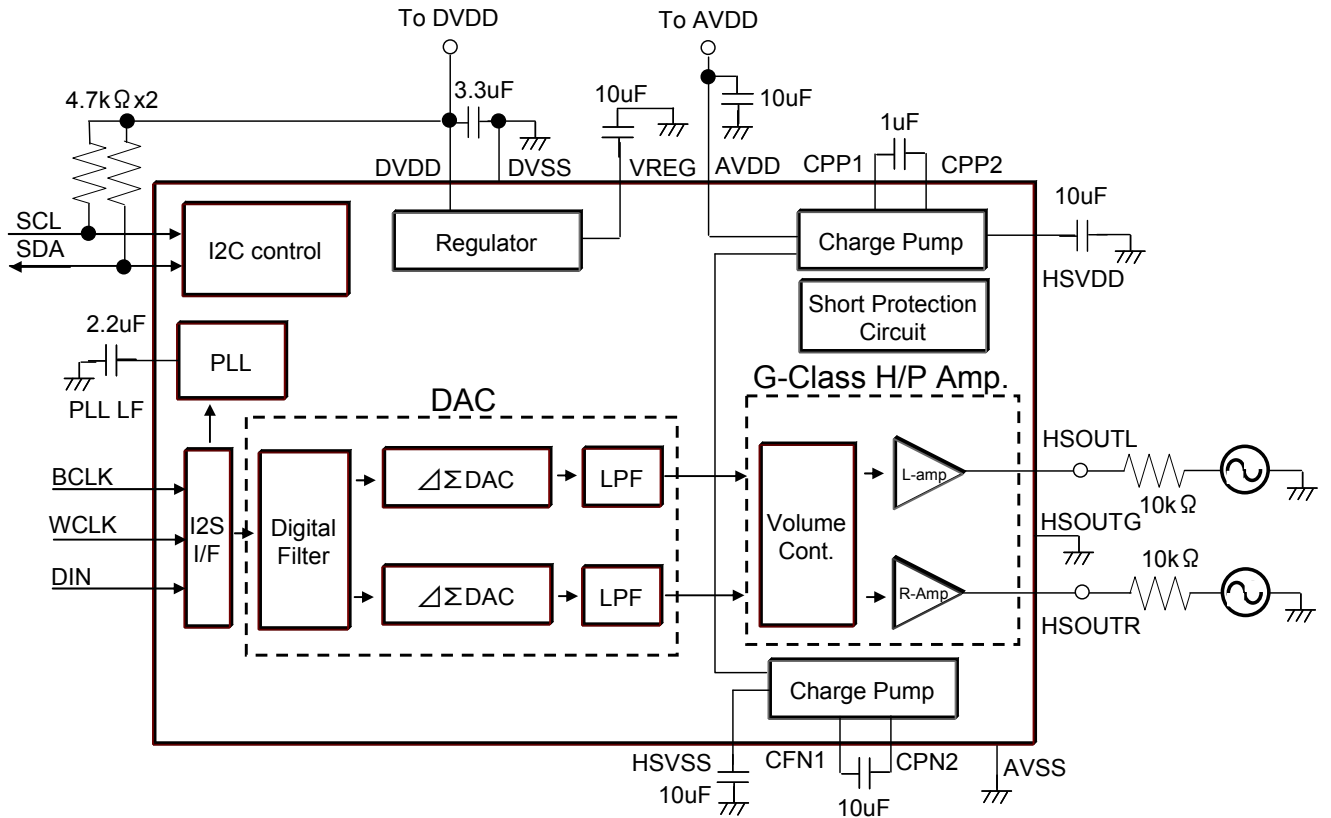 To DVDD
To AVDD
4.7kΩx2
3.3uF
10uF
10uF
1uF
DVDD
DVSS
VREG
AVDD
CPP1
CPP2
10uF
SCL
SDA
I2C control
Regulator
Charge Pump
HSVDD
Short Protection
Circuit
2.2uF
PLL
PLL LF
G-Class H/P Amp.
DAC
HSOUTL
BCLK
WCLK
DIN
I2S
I/F
Digital
Filter
⊿ΣDAC
LPF
⊿ΣDAC
LPF
Volume
Cont.
L-amp
R-Amp
10kΩ
HSOUTG
10kΩ
HSOUTR
Charge Pump
HSVSS
10uF
CFN1
CPN2
10uF
AVSS